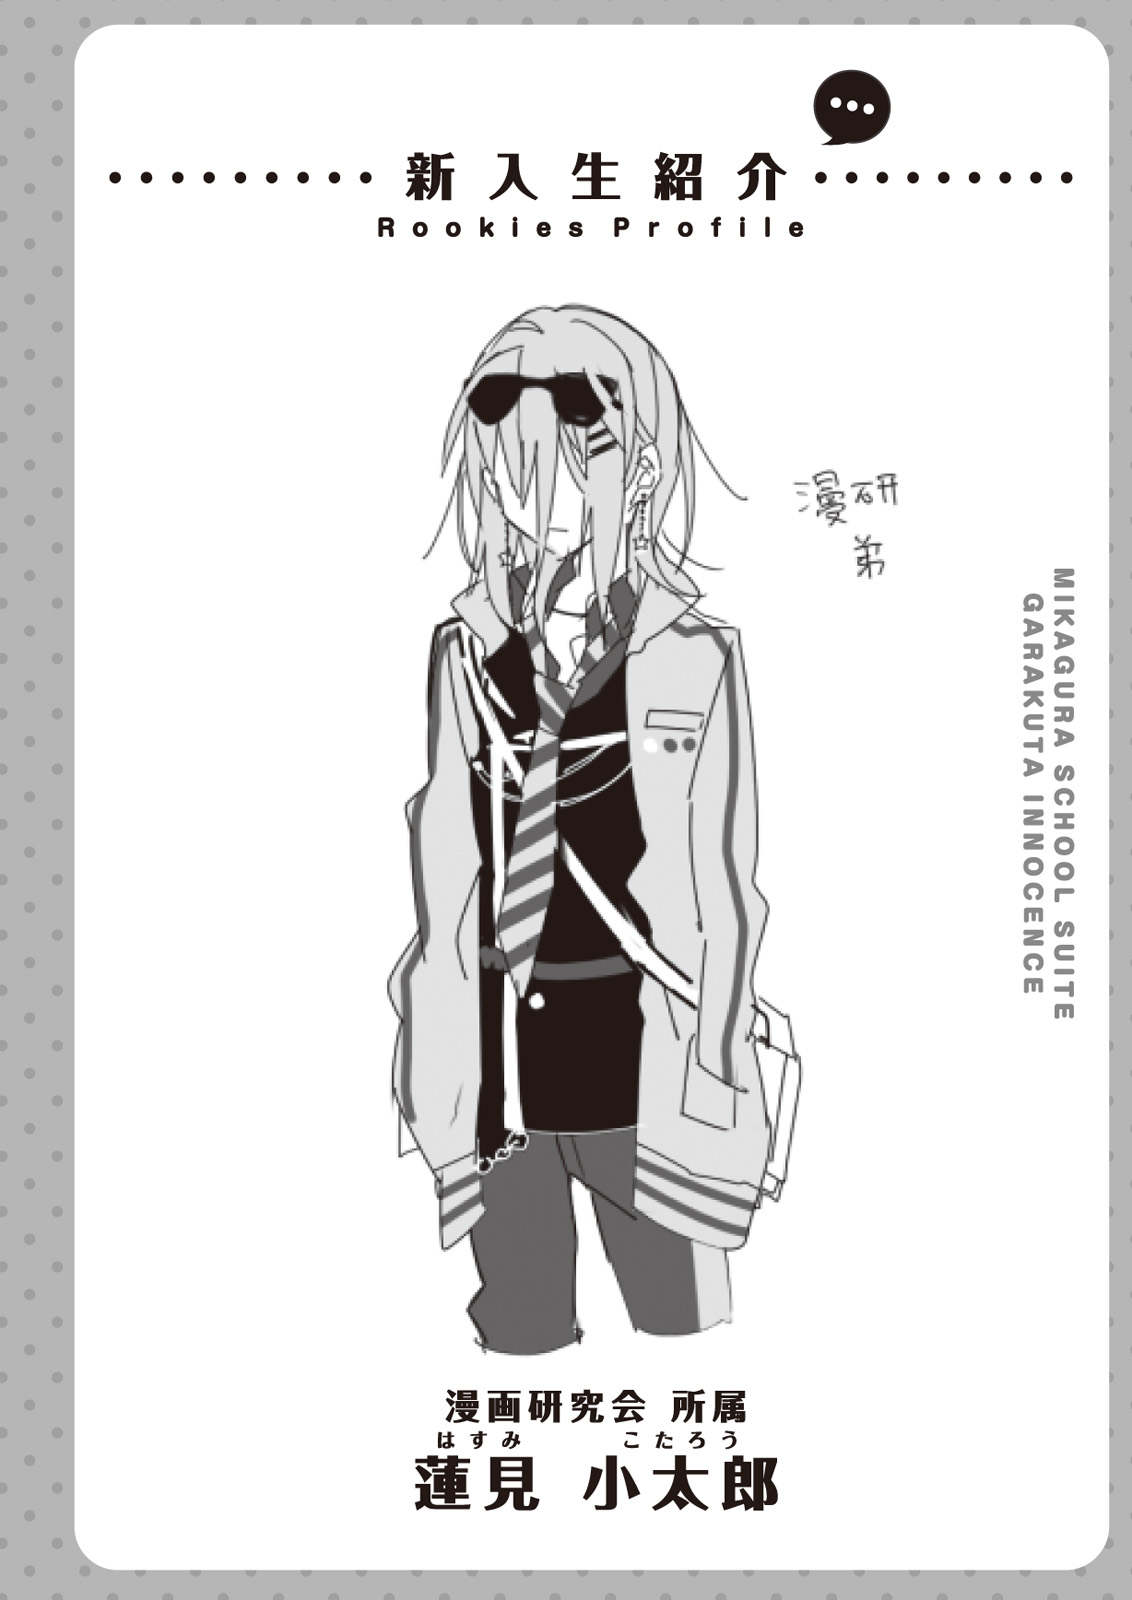 新入生紹介
Rookies Profile
漫研
弟
MIKAGURA SCHOOL SUITE
GARAKUTA INNOCENCE
漫画研究会 所属
はすみ こたろう
蓮見 小太郎